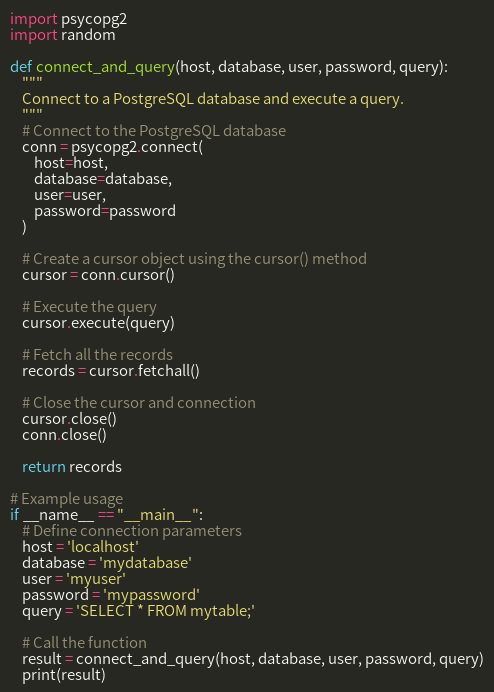 import psycopg2
import random

def connect_and_query(host, database, user, password, query):
    """
    Connect to a PostgreSQL database and execute a query.
    """
    # Connect to the PostgreSQL database
    conn = psycopg2.connect(
        host=host,
        database=database,
        user=user,
        password=password
    )

    # Create a cursor object using the cursor() method
    cursor = conn.cursor()

    # Execute the query
    cursor.execute(query)

    # Fetch all the records
    records = cursor.fetchall()

    # Close the cursor and connection
    cursor.close()
    conn.close()

    return records

# Example usage
if __name__ == "__main__":
    # Define connection parameters
    host = 'localhost'
    database = 'mydatabase'
    user = 'myuser'
    password = 'mypassword'
    query = 'SELECT * FROM mytable;'

    # Call the function
    result = connect_and_query(host, database, user, password, query)
    print(result)